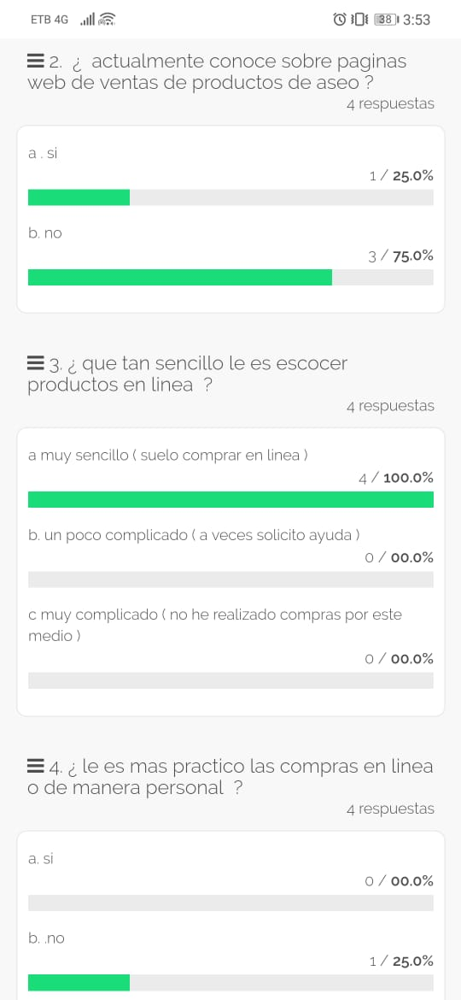 ETB 4G 38 3:53
2. ¿ actualmente conoce sobre paginas
web de ventas de productos de aseo ?
4 respuestas
a . si
1 / 25.0%
b. no
3 / 75.0%
3. ¿ que tan sencillo le es escocer
productos en linea ?
4 respuestas
a muy sencillo ( suelo comprar en linea )
4 / 100.0%
b. un poco complicado ( a veces solicito ayuda )
0 / 00.0%
c muy complicado ( no he realizado compras por este
medio )
0 / 00.0%
4. ¿ le es mas practico las compras en linea
o de manera personal ?
4 respuestas
a. si
0 / 00.0%
b. .no
1 / 25.0%